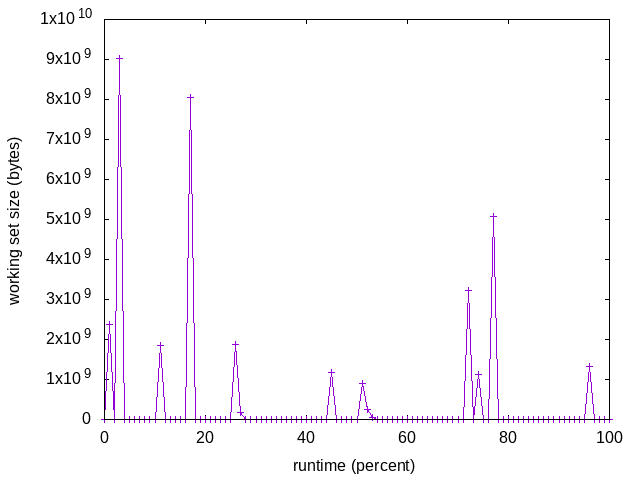 1x10^10
9x10^9
8x10^9
7x10^9
6x10^9
5x10^9
4x10^9
3x10^9
2x10^9
1x10^9
0
0 20 40 60 80 100
working set size (bytes)
runtime (percent)